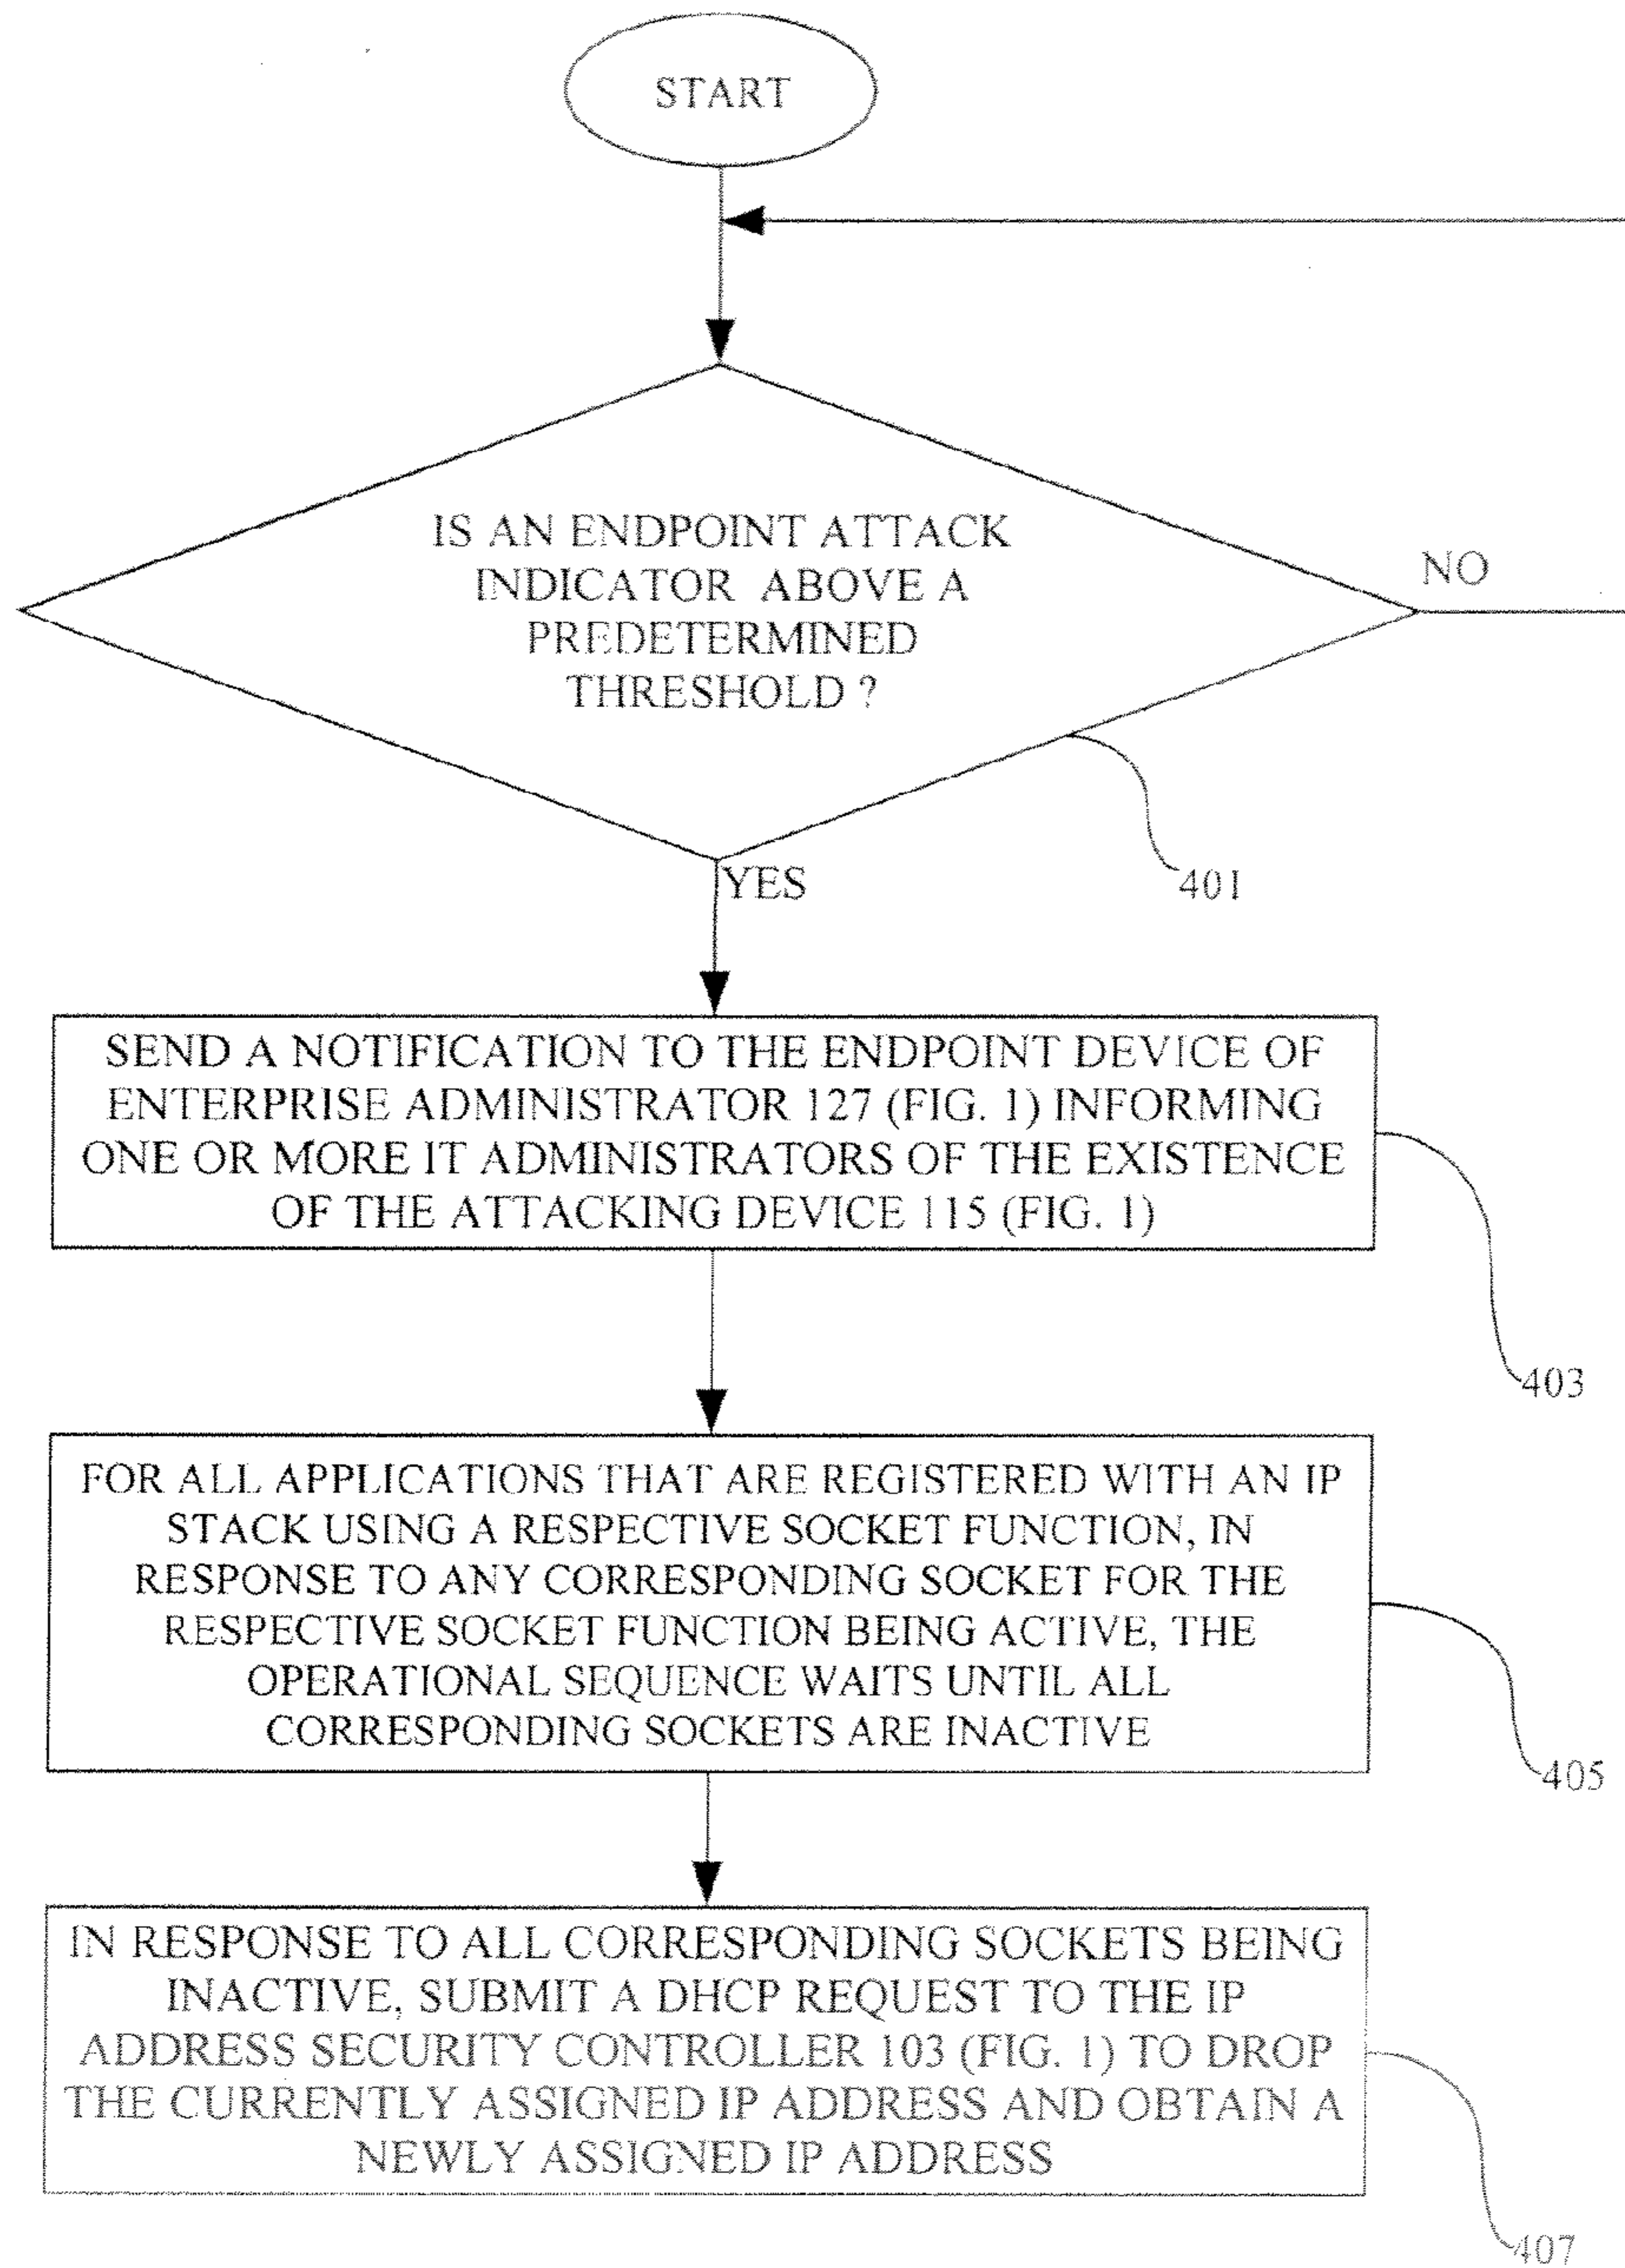 START
IS AN ENDPOINT ATTACK
INDICATOR ABOVE A
PREDETERMINED
THRESHOLD ?
NO
401
YES
SEND A NOTIFICATION TO THE ENDPOINT DEVICE OF
ENTERPRISE ADMINISTRATOR 127 (FIG. 1) INFORMING
ONE OR MORE IT ADMINISTRATORS OF THE EXISTENCE
OF THE ATTACKING DEVICE 115 (FIG. 1)
403
FOR ALL APPLICATIONS THAT ARE REGISTERED WITH AN IP
STACK USING A RESPECTIVE SOCKET FUNCTION, IN
RESPONSE TO ANY CORRESPONDING SOCKET FOR THE
RESPECTIVE SOCKET FUNCTION BEING ACTIVE, THE
OPERATIONAL SEQUENCE WAITS UNTIL ALL
CORRESPONDING SOCKETS ARE INACTIVE
405
IN RESPONSE TO ALL CORRESPONDING SOCKETS BEING
INACTIVE, SUBMIT A DHCP REQUEST TO THE IP
ADDRESS SECURITY CONTROLLER 103 (FIG. 1) TO DROP
THE CURRENTLY ASSIGNED IP ADDRESS AND OBTAIN A
NEWLY ASSIGNED IP ADDRESS
407